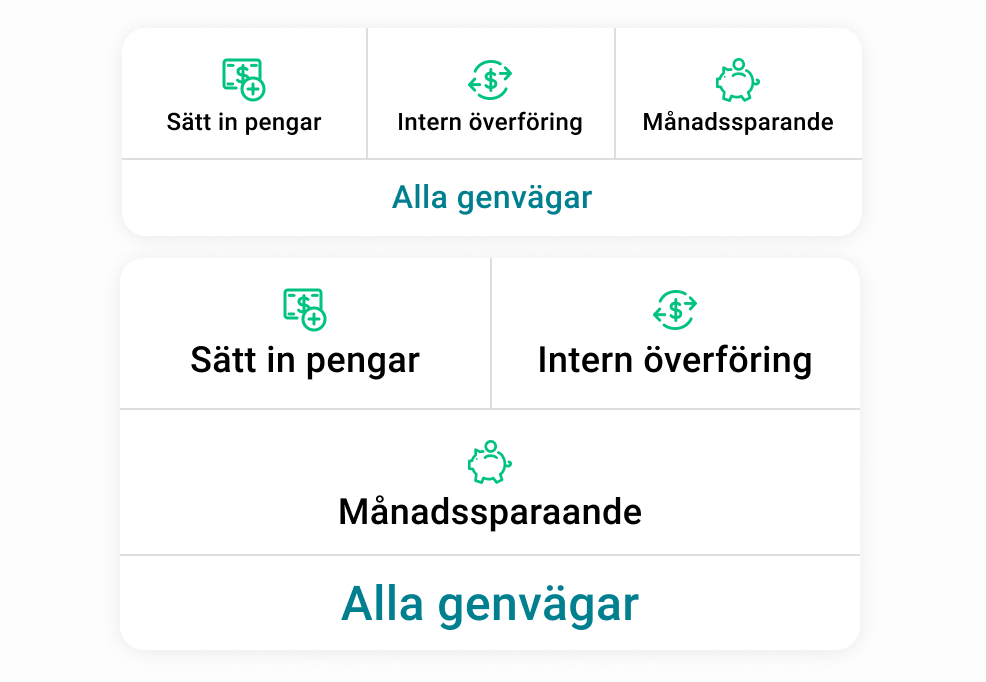 Sätt in pengar
Intern överföring
Månadssparande
Alla genvägar
Sätt in pengar
Intern överföring
Månadssparaande
Alla genvägar